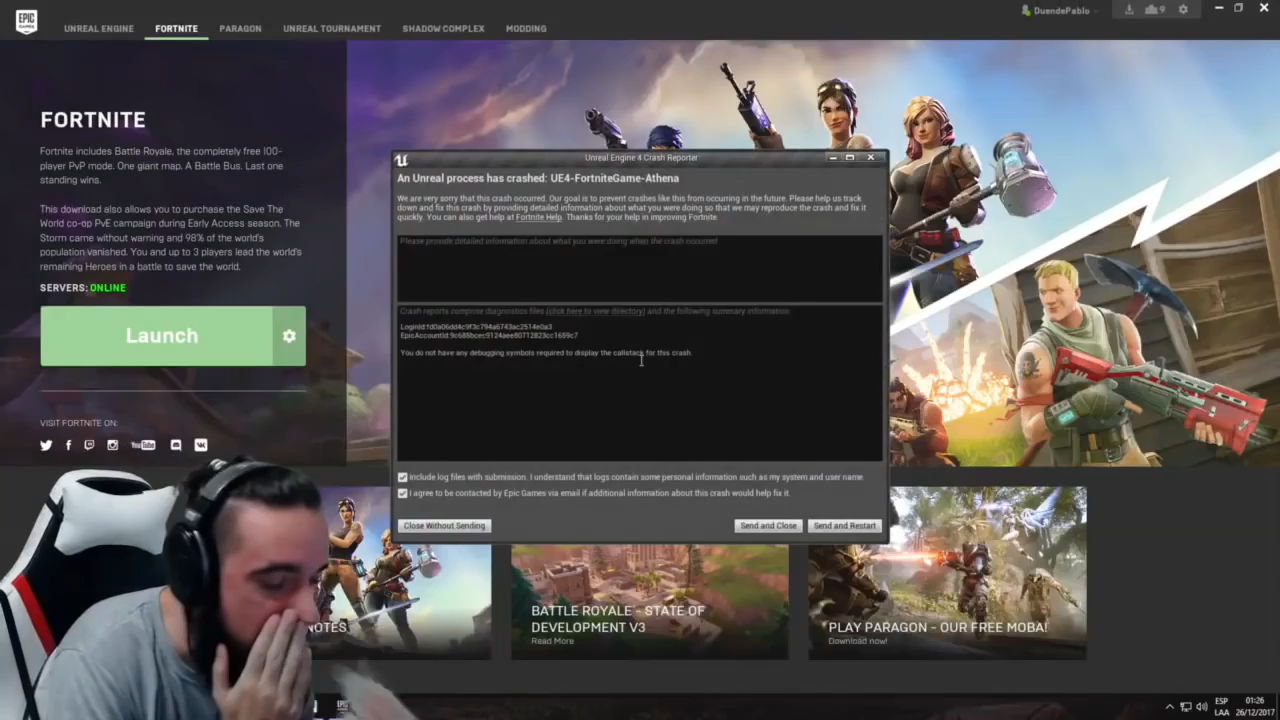 EPIC
GAMES
UNREAL ENGINE
FORTNITE
PARAGON
UNREAL TOURNAMENT
SHADOW COMPLEX
MODDING
DuendePablo
9
FORTNITE
Fortnite includes Battle Royale, the completely free 100-
player PvP mode. One giant map. A Battle Bus. Last one
standing wins.
This download also allows you to purchase the Save The
World co-op PvE campaign during Early Access season. The
Storm came without warning and 98% of the world's
population vanished. You and up to 3 players lead the world's
remaining Heroes in a battle to save the world.
SERVERS: ONLINE
Launch
VISIT FORTNITE ON:
You Tube
Unreal Engine 4 Crash Reporter
An Unreal process has crashed: UE4-FortniteGame-Athena
We are very sorry that this crash occurred. Our goal is to prevent crashes like this from occurring in the future. Please help us track
down and fix this crash by providing detailed information about what you were doing so that we may reproduce the crash and fix it
quickly. You can also get help at Fortnite Help. Thanks for your help in improving Fortnite.
Please provide detailed information about what you were doing when the crash occurred
Crash reports comprise diagnostics files (click here to view directory) and the following summary information:
You do not have any debugging symbols required to display the callstack for this crash.
Include log files with submission. I understand that logs contain some personal information such as my system and user name.
I agree to be contacted by Epic Games via email if additional information about this crash would help fix it.
Close Without Sending
Send and Close
Send and Restart
NOTES
BATTLE ROYALE - STATE OF
DEVELOPMENT V3
Read More
PLAY PARAGON - OUR FREE MOBA!
Download now!
ESP
LAA
01:26
26/12/2017